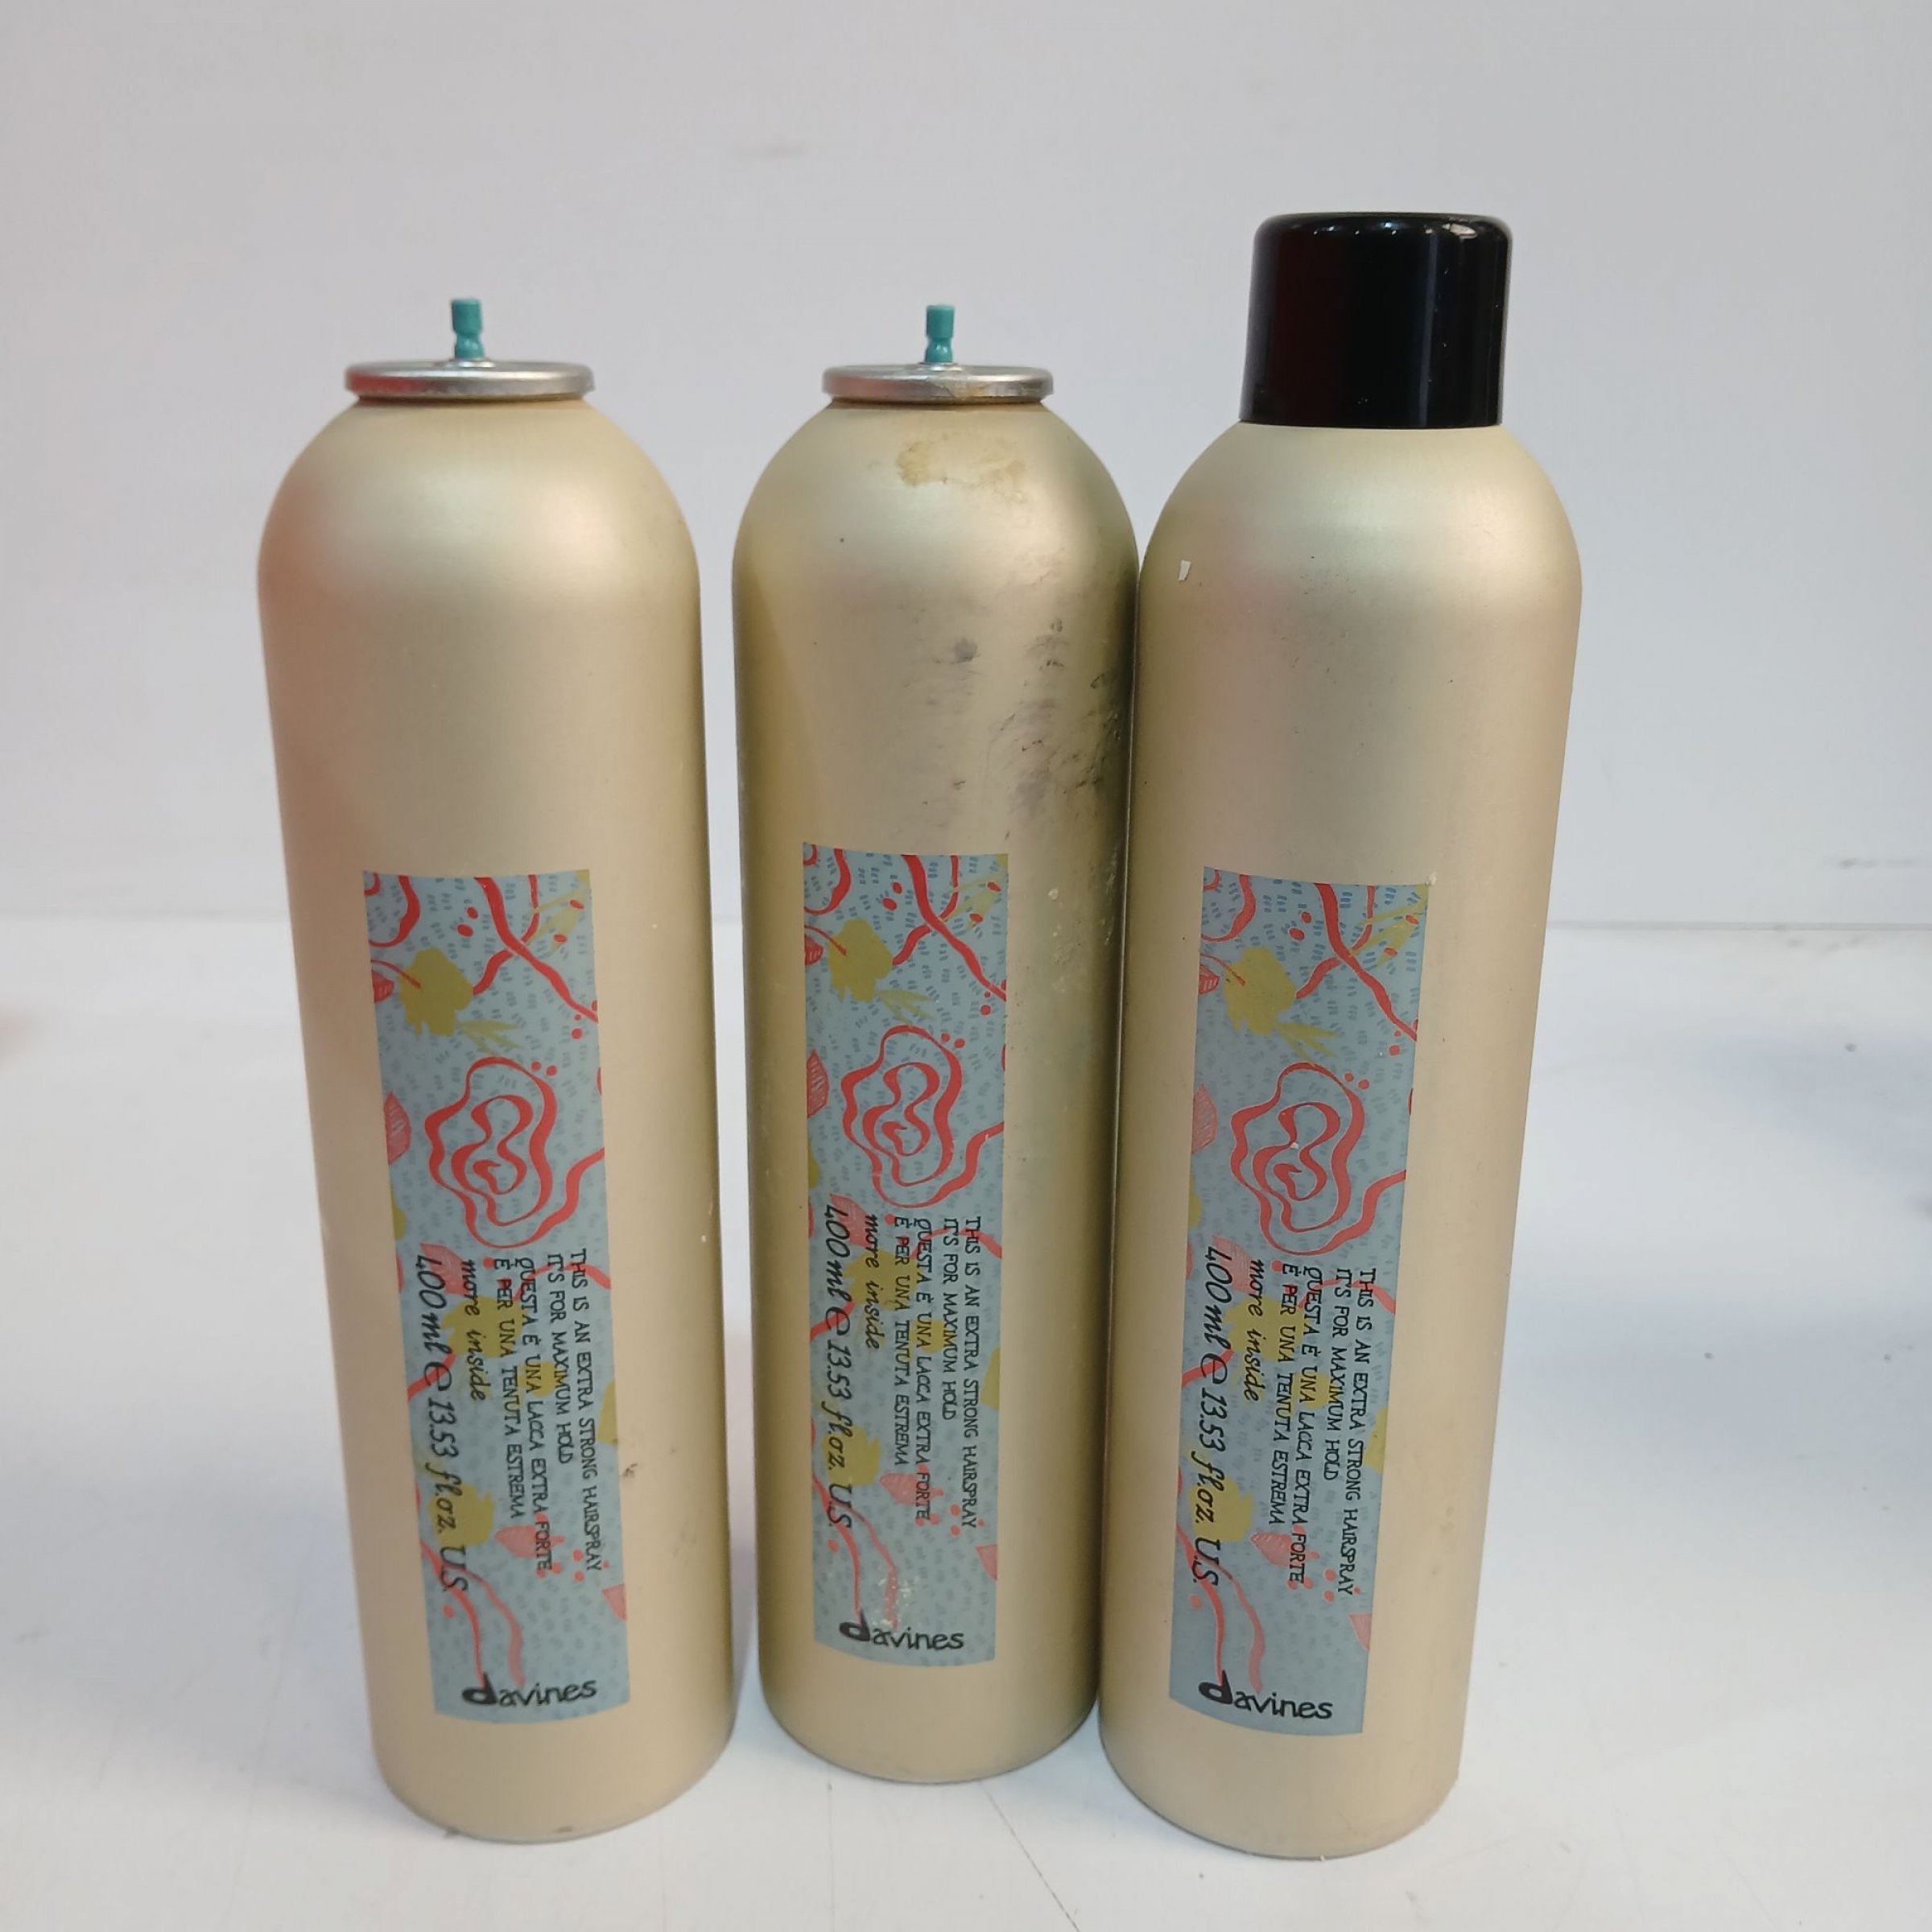 THIS IS AN EXTRA STRONG HAIRSPRAY
IT'S FOR MAXIMUM HOLD
QUESTA È UNA LACCA EXTRA FORTE
È PER UNA TENUTA ESTREMA
more inside
400 ml e 13.53 fl.oz. U.S.
davines
THIS IS AN EXTRA STRONG HAIRSPRAY
IT'S FOR MAXIMUM HOLD
QUESTA È UNA LACCA EXTRA FORTE
È PER UNA TENUTA ESTREMA
more inside
400 ml e 13.53 fl.oz. U.S.
davines
THIS IS AN EXTRA STRONG HAIRSPRAY
IT'S FOR MAXIMUM HOLD
QUESTA È UNA LACCA EXTRA FORTE
È PER UNA TENUTA ESTREMA
more inside
400 ml e 13.53 fl.oz. U.S.
davines